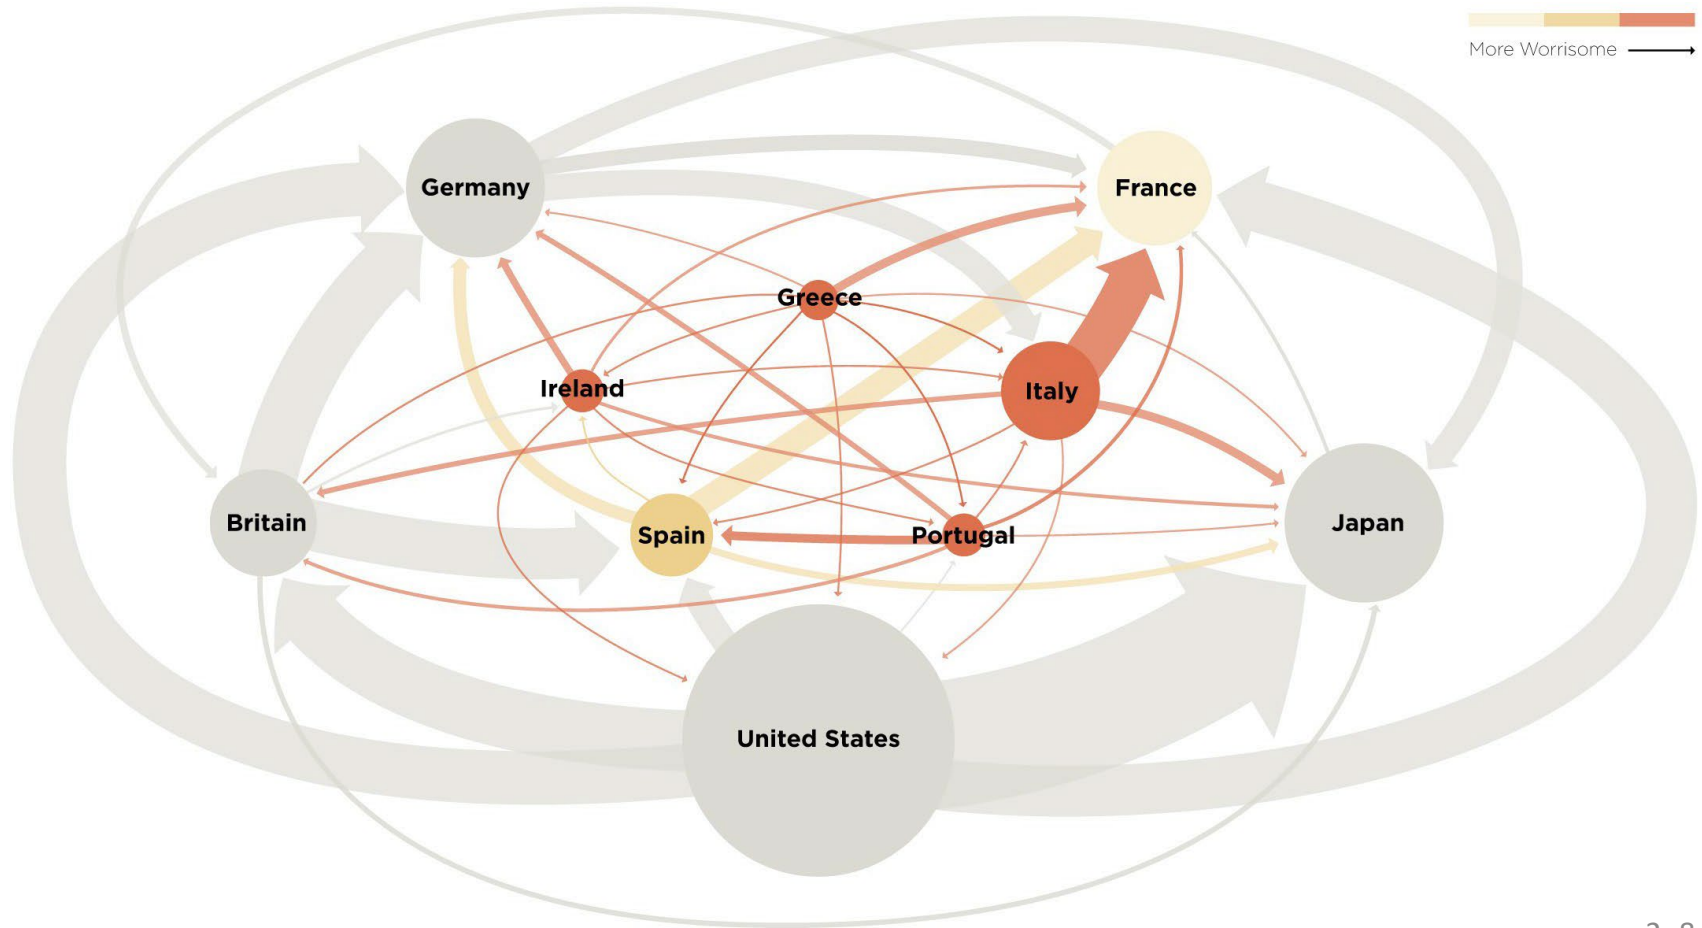 More Worrisome
Germany
France
Greece
Ireland
Italy
Britain
Spain
Portugal
Japan
United States